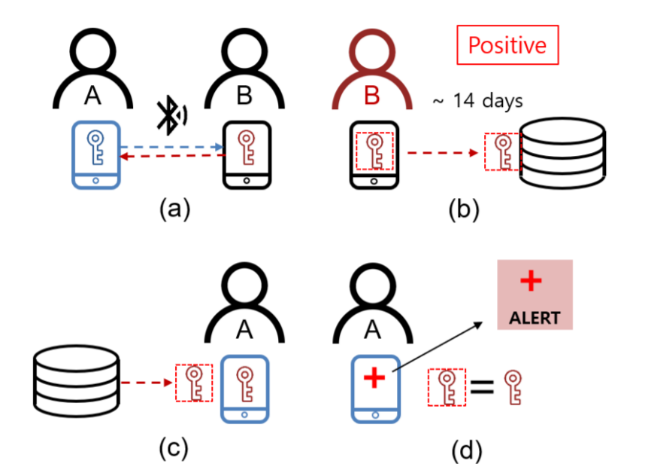 A
B
(a)
Positive
B
~ 14 days
(b)
A
(c)
A
ALERT
(d)